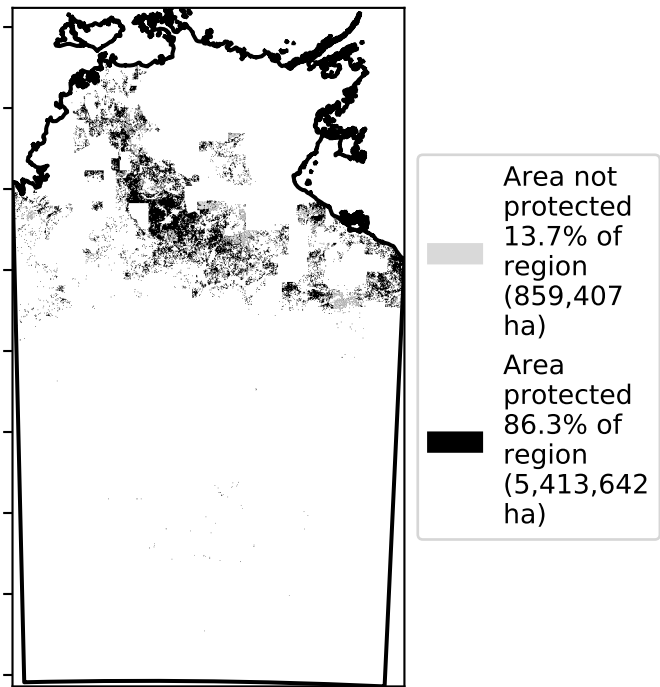 Area not
protected
13.7% of
region
(859,407
ha)
Area
protected
86.3% of
region
(5,413,642
ha)